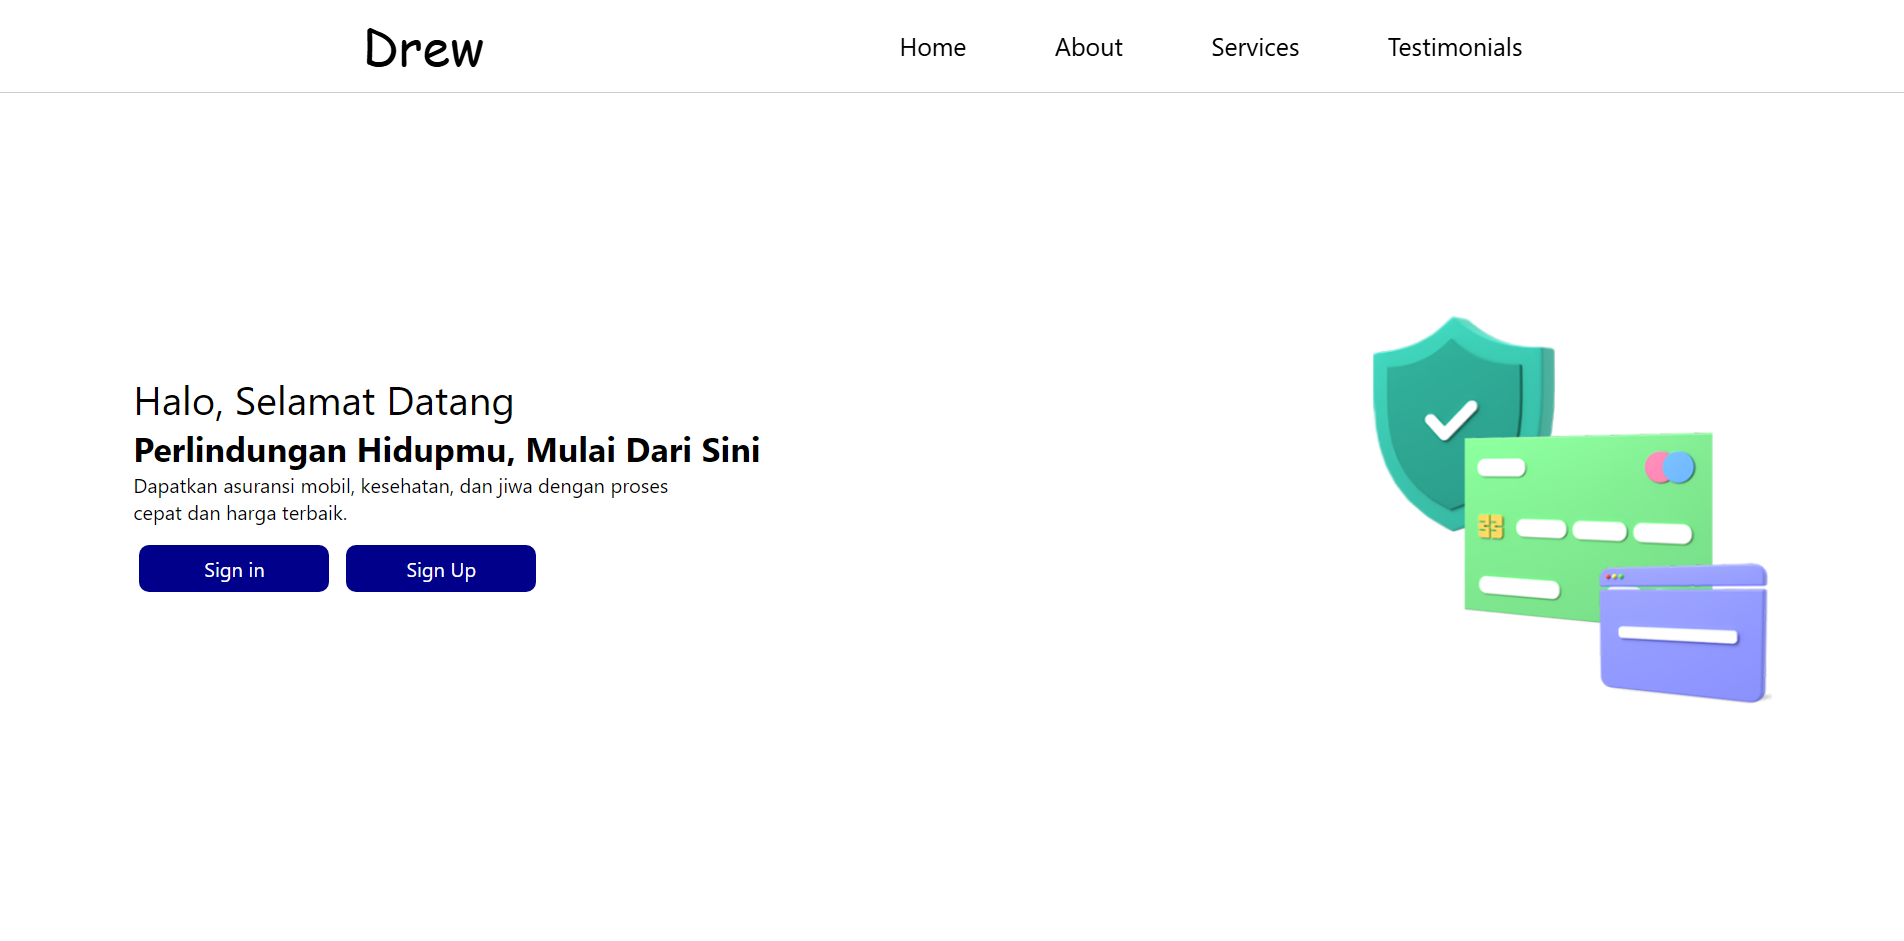 Drew
Home About Services Testimonials
Halo, Selamat Datang
Perlindungan Hidupmu, Mulai Dari Sini
Dapatkan asuransi mobil, kesehatan, dan jiwa dengan proses
cepat dan harga terbaik.
Sign in Sign Up